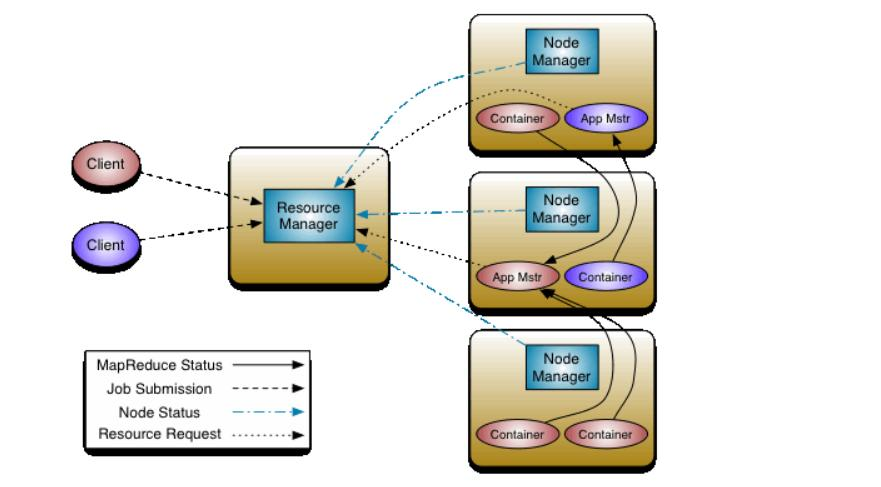 Node
Manager
Container
App Mstr
Client
Resource
Manager
Node
Manager
Client
App Mstr
Container
Node
Manager
MapReduce Status
Job Submission
Node Status
Resource Request
Container
Container